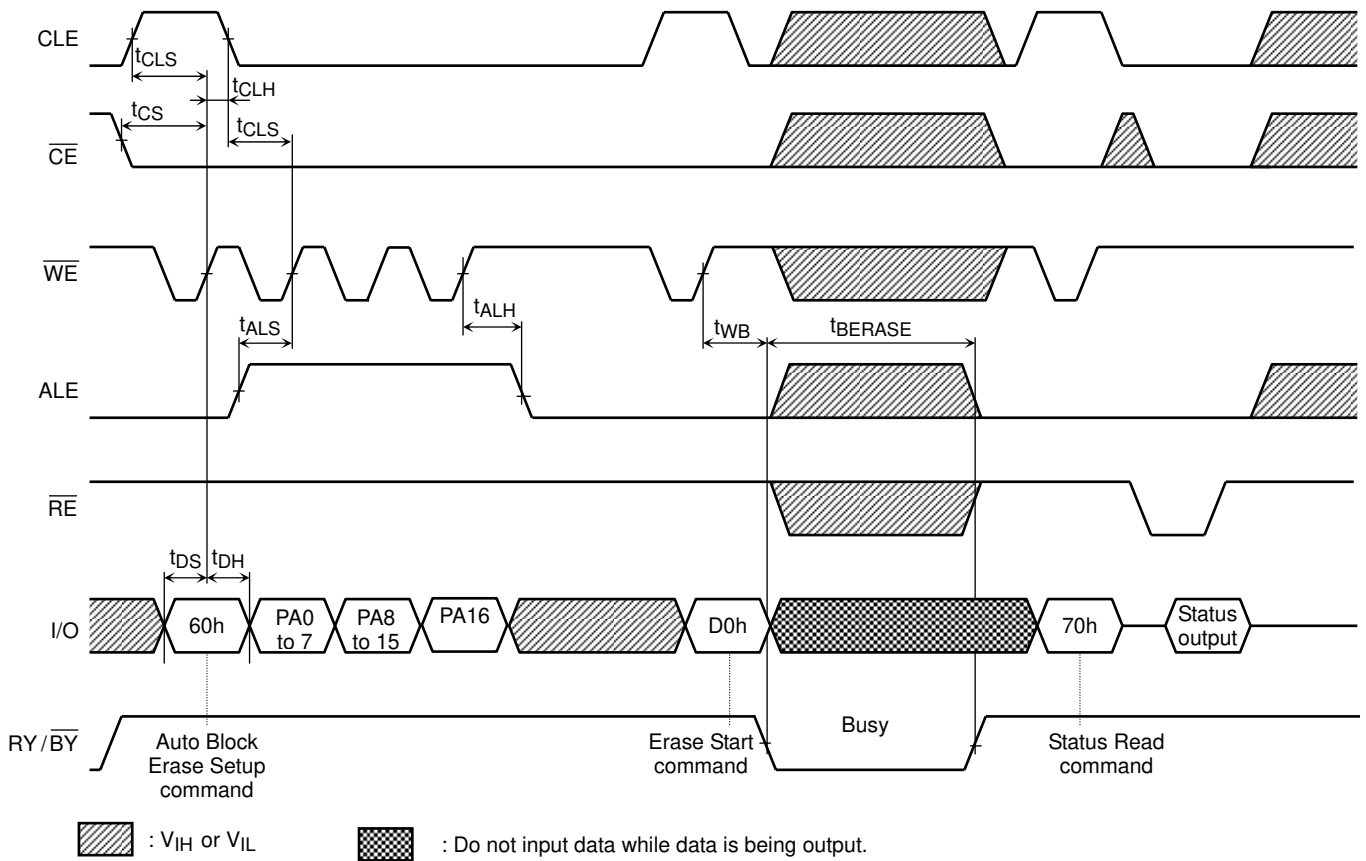 CLE
tCLS
tCLH
tCS
tCLS
CE
WE
tALH
tALS
tWB
tBERASE
ALE
RE
tDS
tDH
I/O
60h
PA0
to 7
PA8
to 15
PA16
D0h
70h
Status
output
RY/BY
Busy
Auto Block
Erase Setup
command
Erase Start
command
Status Read
command
: VIH or VIL
: Do not input data while data is being output.